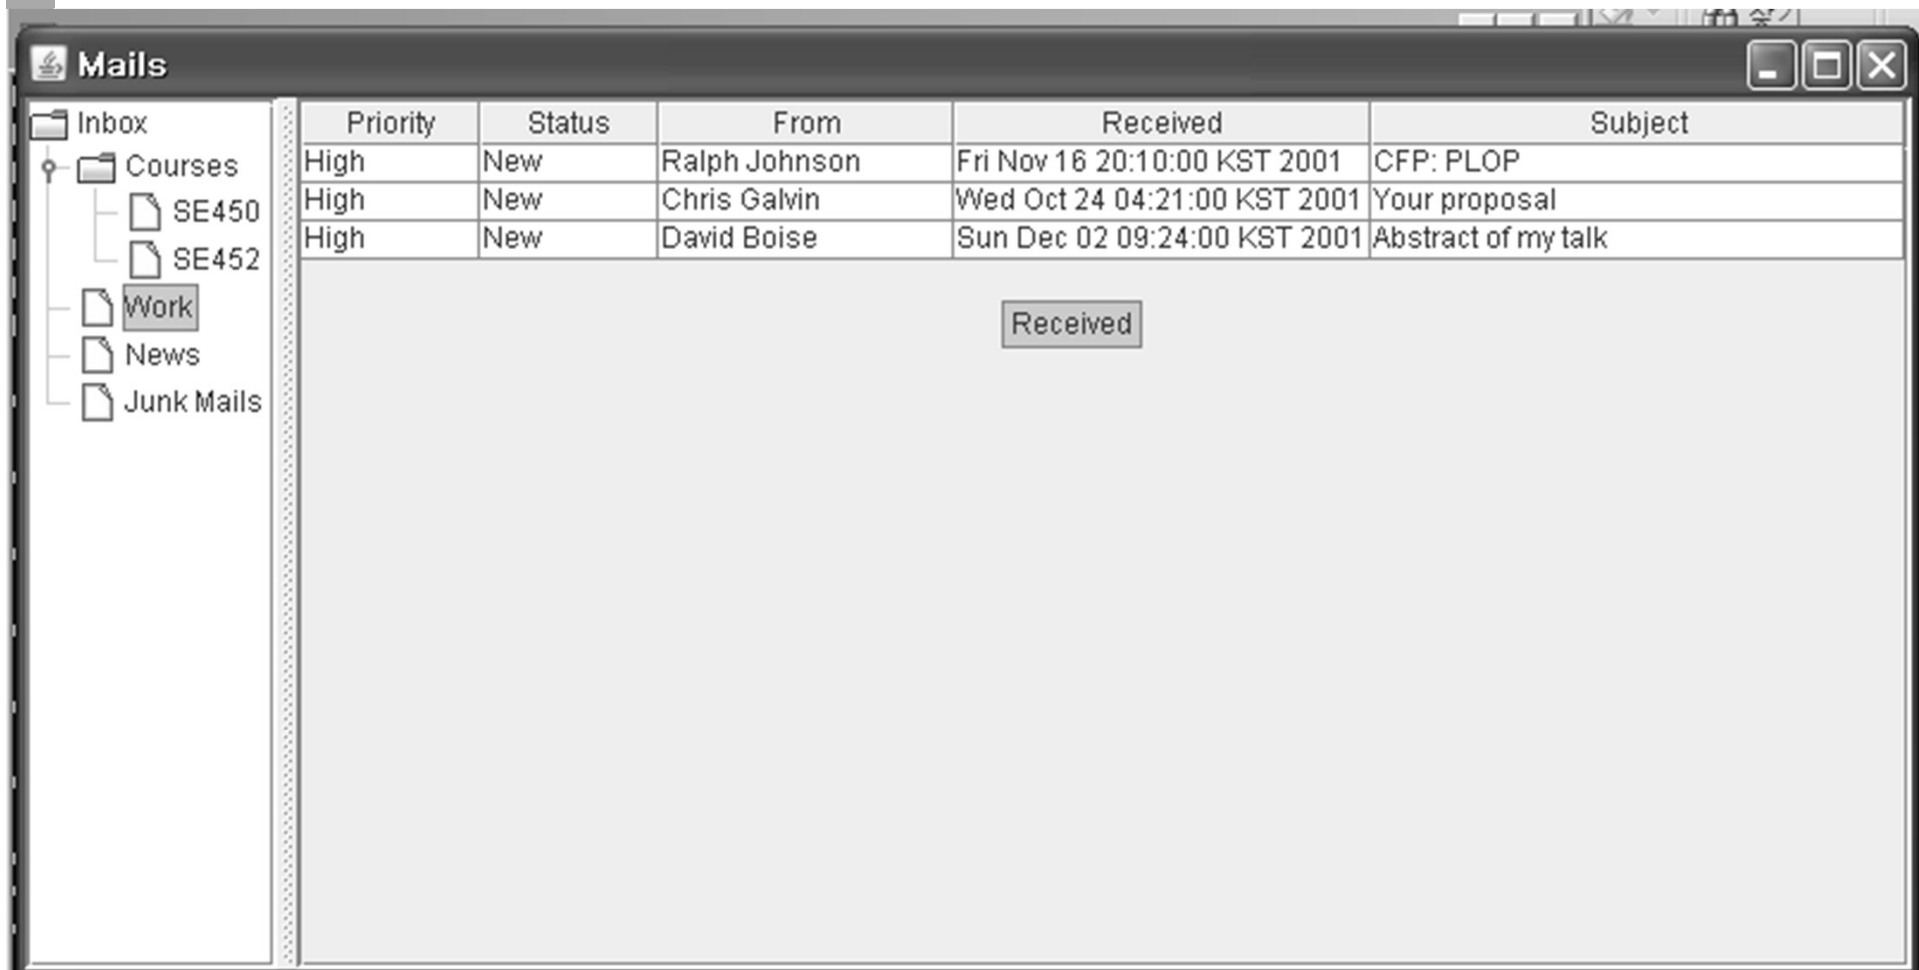 Mails
Inbox
Courses
SE450
SE452
Work
News
Junk Mails
Priority Status From Received Subject
High New Ralph Johnson Fri Nov 16 20:10:00 KST 2001 CFP: PLOP
High New Chris Galvin Wed Oct 24 04:21:00 KST 2001 Your proposal
High New David Boise Sun Dec 02 09:24:00 KST 2001 Abstract of my talk
Received